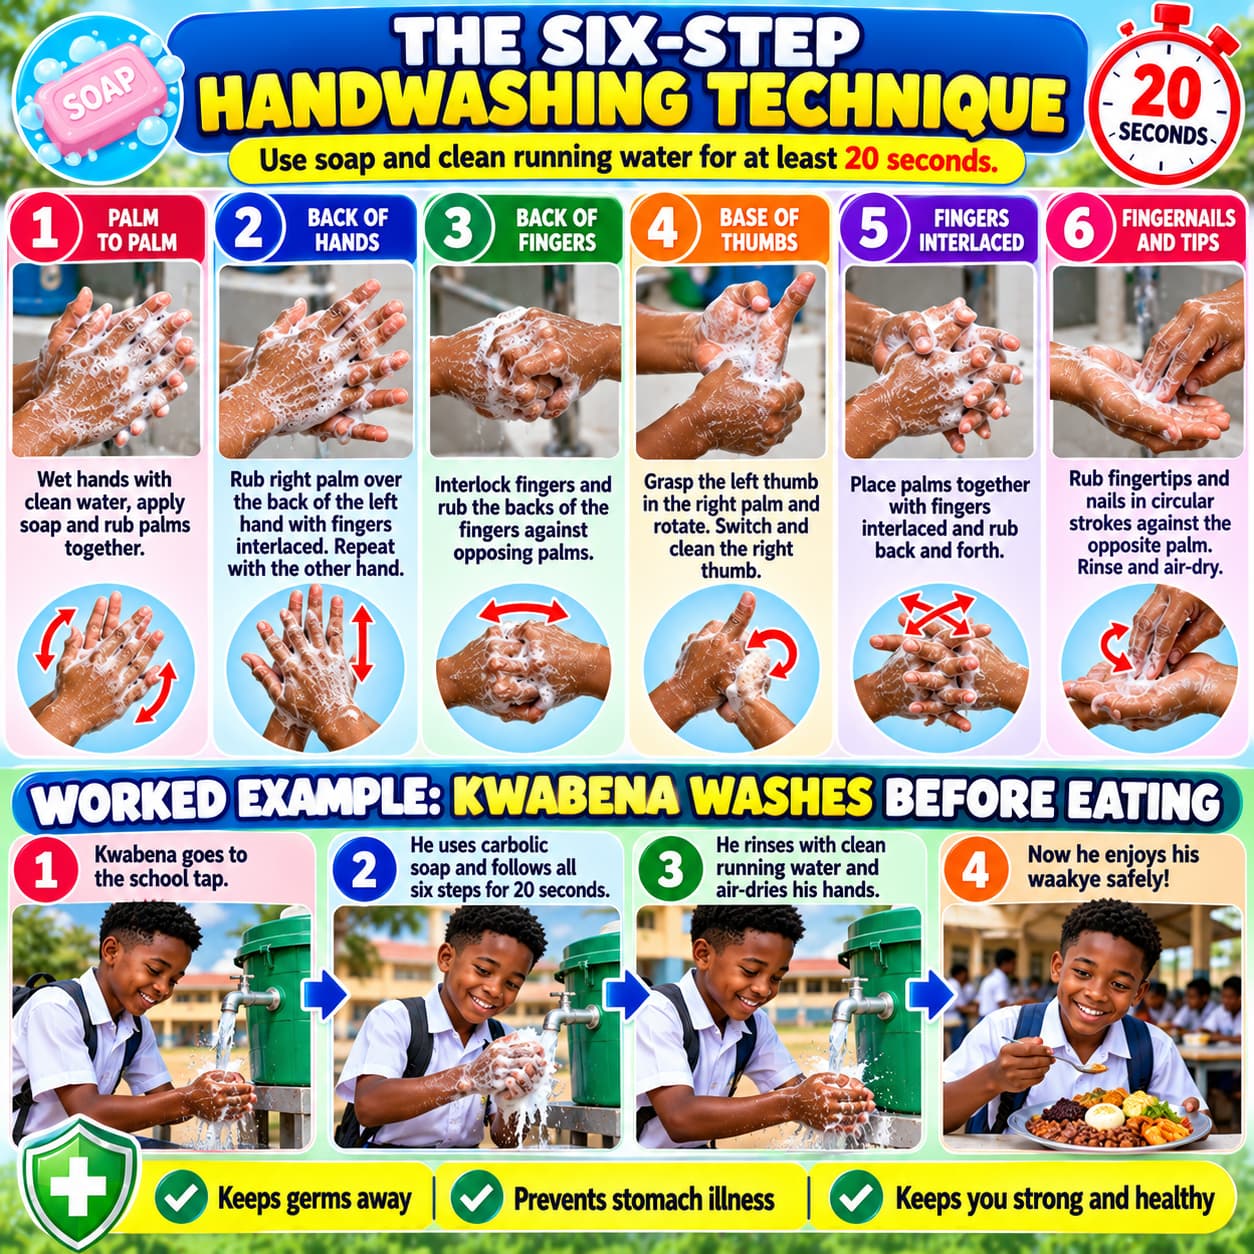 SOAP
THE SIX-STEP
HANDWASHING TECHNIQUE
Use soap and clean running water for at least 20 seconds.
20
SECONDS
1
PALM
TO PALM
Wet hands with
clean water, apply
soap and rub palms
together.
2
BACK OF
HANDS
Rub right palm over
the back of the left
hand with fingers
interlaced. Repeat
with the other hand.
3
BACK OF
FINGERS
Interlock fingers and
rub the backs of the
fingers against
opposing palms.
4
BASE OF
THUMBS
Grasp the left thumb
in the right palm and
rotate. Switch and
clean the right
thumb.
5
FINGERS
INTERLACED
Place palms together
with fingers
interlaced and rub
back and forth.
6
FINGERNAILS
AND TIPS
Rub fingertips and
nails in circular
strokes against the
opposite palm.
Rinse and air-dry.
WORKED EXAMPLE: KWABENA WASHES BEFORE EATING
1
Kwabena goes to
the school tap.
2
He uses carbolic
soap and follows all
six steps for 20 seconds.
3
He rinses with clean
running water and
air-dries his hands.
4
Now he enjoys his
waakye safely!
Keeps germs away
Prevents stomach illness
Keeps you strong and healthy